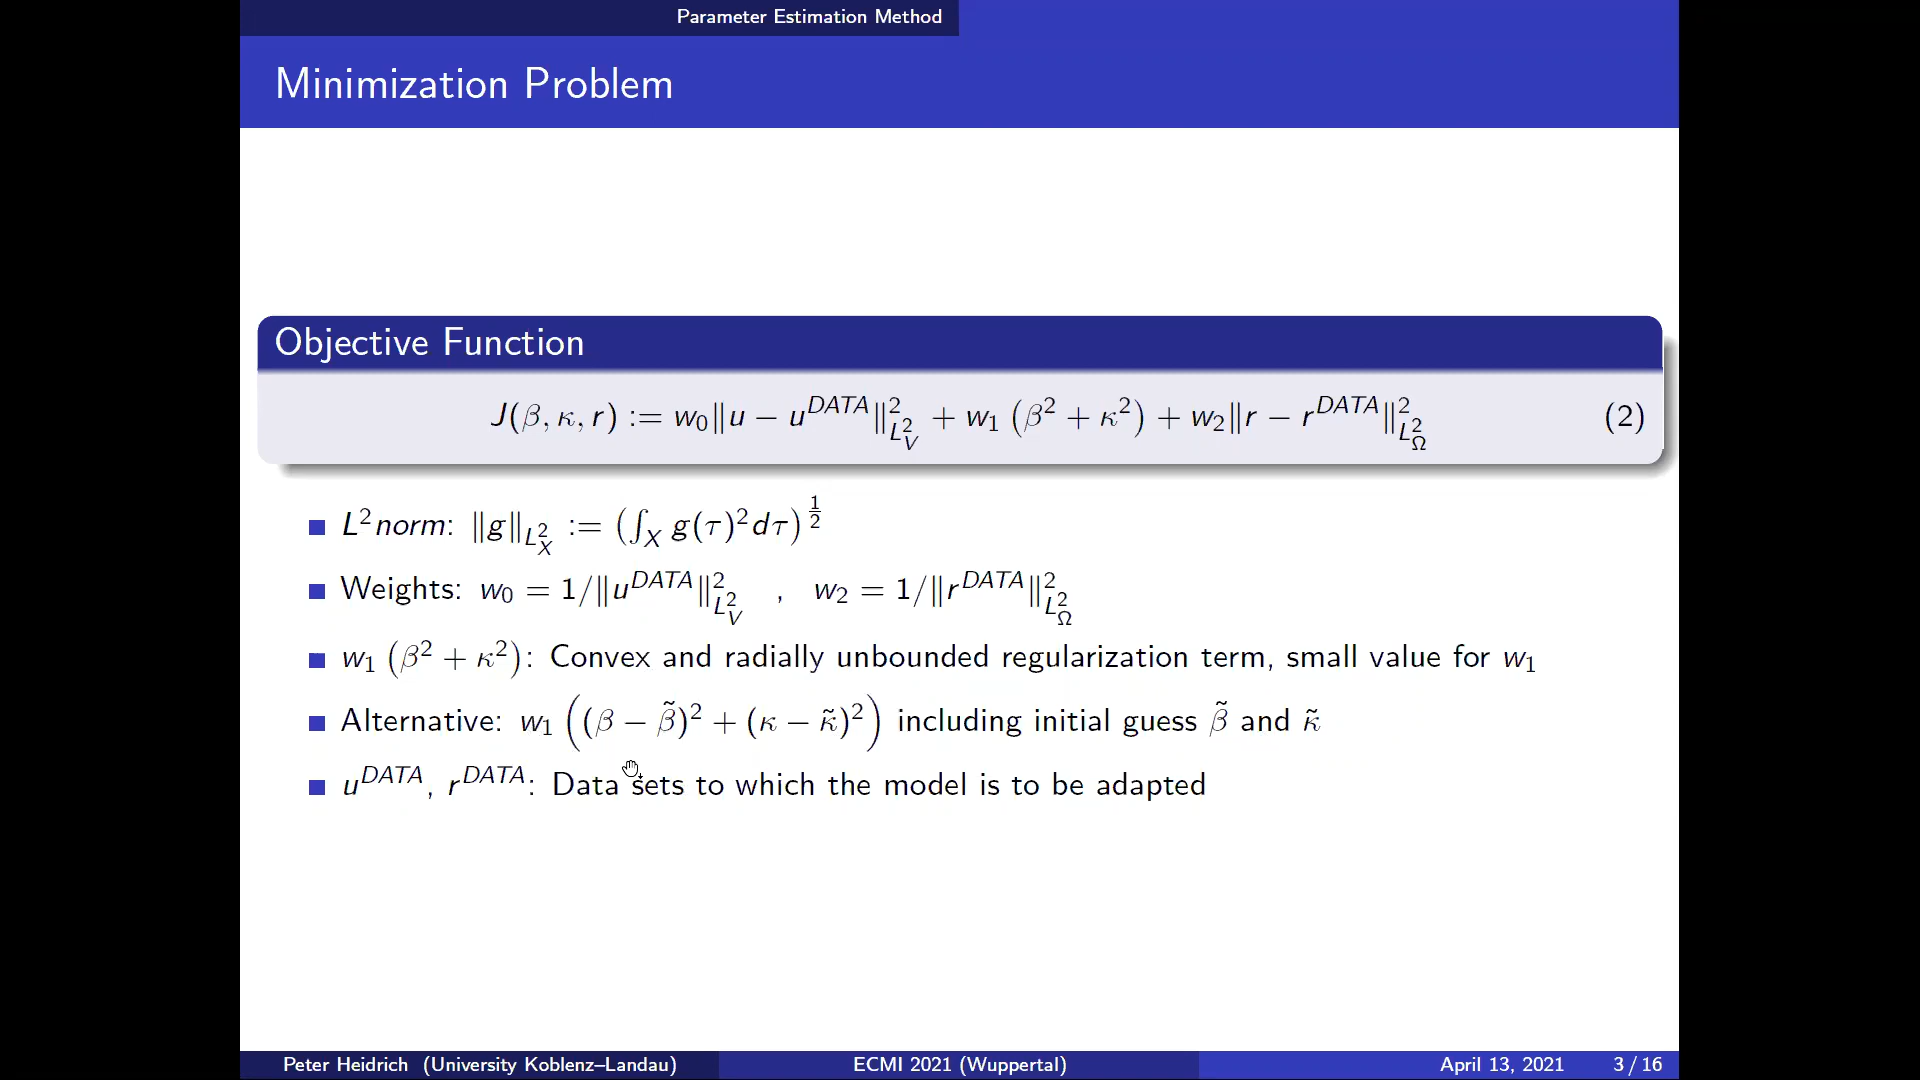 Parameter Estimation Method
Minimization Problem
Objective Function
J(β, κ, r) := w₀‖u − u^{DATA}‖²_{L²_V} + w₁ (β² + κ²) + w₂‖r − r^{DATA}‖²_{L²_Ω} (2)
L² norm: ‖g‖_{L²_X} := (∫_X g(τ)² dτ)^{1/2}
Weights: w₀ = 1/‖u^{DATA}‖²_{L²_V} , w₂ = 1/‖r^{DATA}‖²_{L²_Ω}
w₁ (β² + κ²): Convex and radially unbounded regularization term, small value for w₁
Alternative: w₁ ((β − β̃)² + (κ − κ̃)²) including initial guess β̃ and κ̃
u^{DATA}, r^{DATA}: Data sets to which the model is to be adapted
Peter Heidrich (University Koblenz–Landau) ECMI 2021 (Wuppertal) April 13, 2021 3 / 16